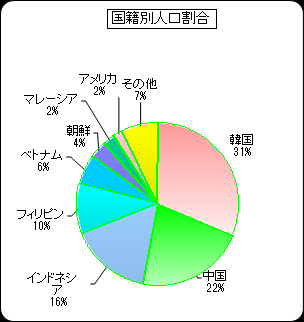 国籍別人口割合
アメリカ
2%
その他
7%
マレーシア
2%
朝鮮
4%
韓国
31%
ベトナム
6%
フィリピン
10%
インドネシ
ア
16%
中国
22%